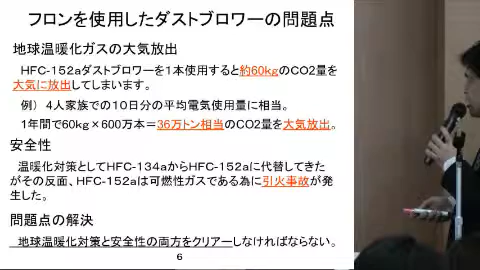 フロンを使用したダストブロワーの問題点
地球温暖化ガスの大気放出
HFC-152aダストブロワーを1本使用すると約60kgのCO2量を
大気に放出してしまいます。
例） 4人家族での10日分の平均電気使用量に相当。
1年間で60kg×600万本＝36万トン相当のCO2量を大気放出。
安全性
温暖化対策としてHFC-134aからHFC-152aに代替してきた
がその反面、HFC-152aは可燃性ガスである為に引火事故が発
生した。
問題点の解決
地球温暖化対策と安全性の両方をクリアーしなければならない。
6